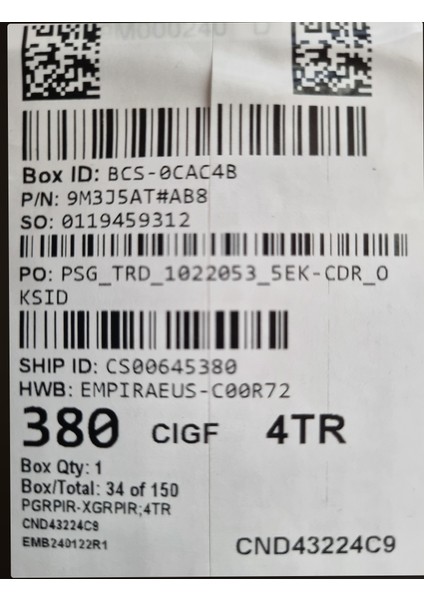 M000240 D
Box ID: BCS-0CAC4B
P/N: 9M3J5AT#AB8
SO: 0119459312
PO: PSG_TRD_1022053_5EK-CDR_O
KSID
SHIP ID: CS00645380
HWB: EMPIRAEUS-C00R72
380 CIGF 4TR
Box Qty: 1
Box/Total: 34 of 150
PGRPIR-XGRPIR;4TR
CND43224C9
EMB240122R1
CND43224C9